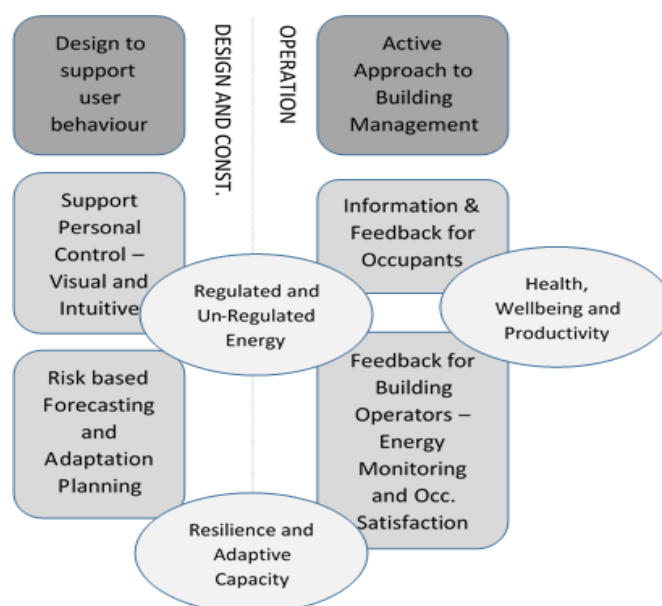 Design to
support
user
behaviour
DESIGN AND CONST.
OPERATION
Active
Approach to
Building
Management
Support
Personal
Control –
Visual and
Intuitive
Information &
Feedback for
Occupants
Regulated and
Un-Regulated
Energy
Health,
Wellbeing and
Productivity
Risk based
Forecasting
and
Adaptation
Planning
Feedback for
Building
Operators –
Energy
Monitoring
and Occ.
Satisfaction
Resilience and
Adaptive
Capacity